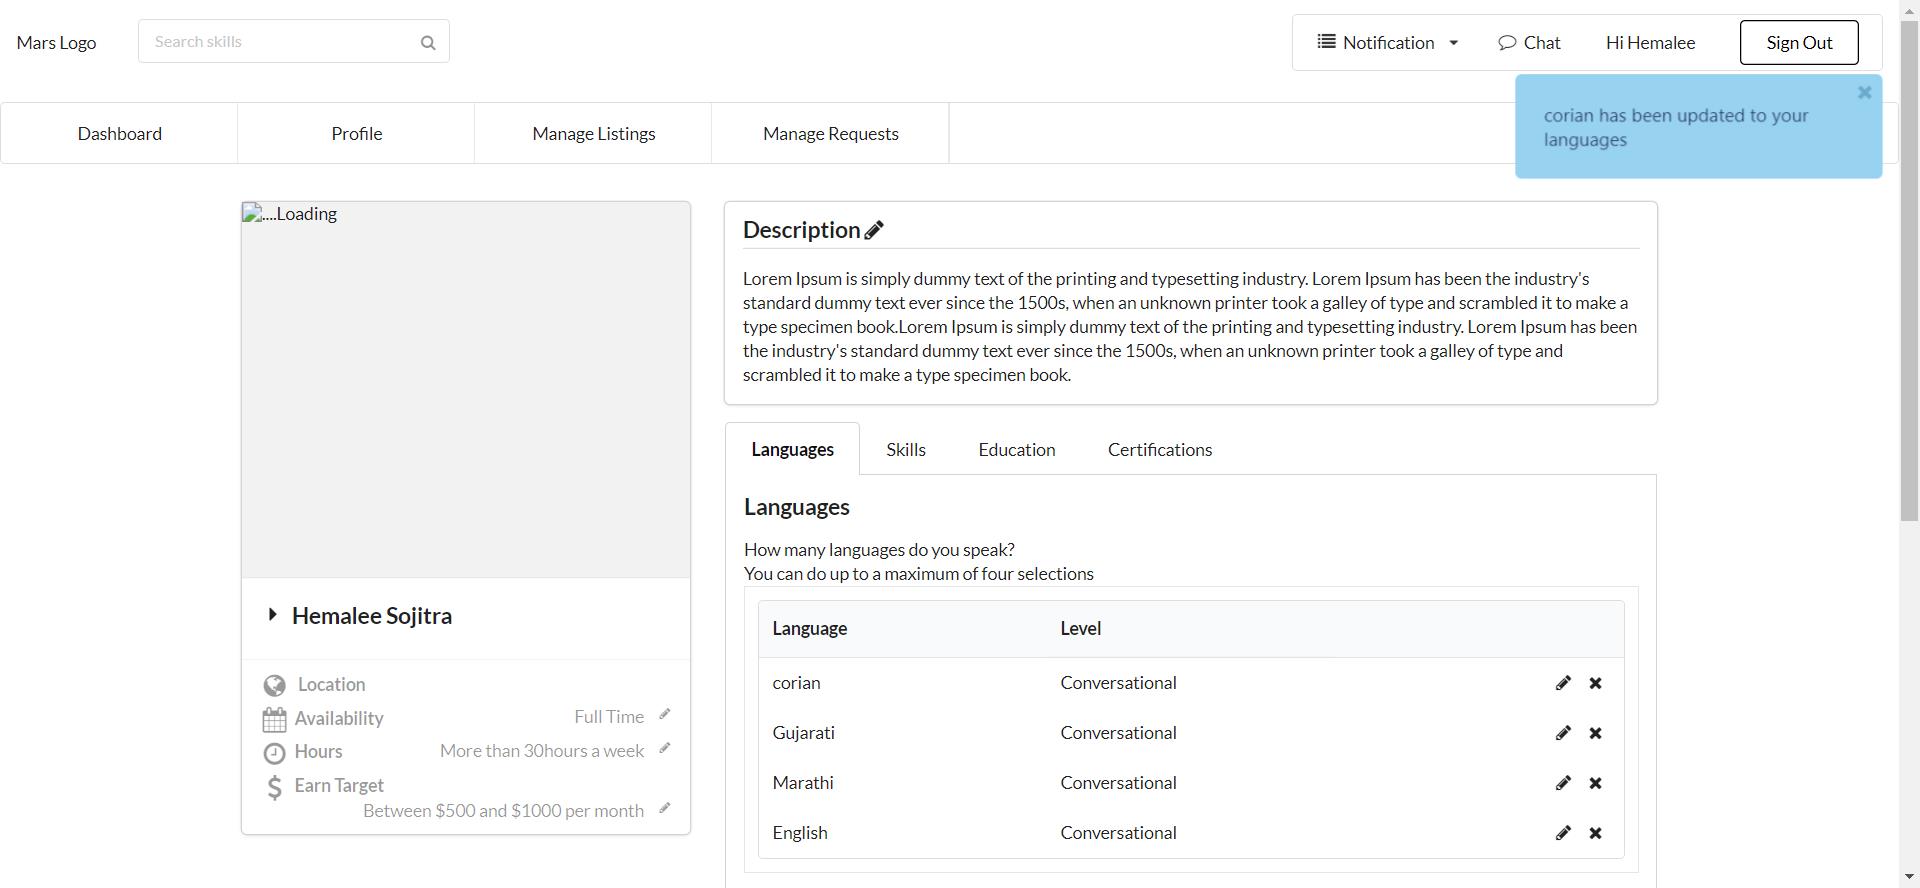 Mars Logo
Search skills
Notification
Chat
Hi Hemalee
Sign Out
corian has been updated to your
languages
Dashboard
Profile
Manage Listings
Manage Requests
....Loading
Hemalee Sojitra
Location
Availability
Full Time
Hours
More than 30hours a week
Earn Target
Between $500 and $1000 per month
Description
Lorem Ipsum is simply dummy text of the printing and typesetting industry. Lorem Ipsum has been the industry's
standard dummy text ever since the 1500s, when an unknown printer took a galley of type and scrambled it to make a
type specimen book.Lorem Ipsum is simply dummy text of the printing and typesetting industry. Lorem Ipsum has been
the industry's standard dummy text ever since the 1500s, when an unknown printer took a galley of type and
scrambled it to make a type specimen book.
Languages
Skills
Education
Certifications
Languages
How many languages do you speak?
You can do up to a maximum of four selections
Language Level
corian Conversational
Gujarati Conversational
Marathi Conversational
English Conversational